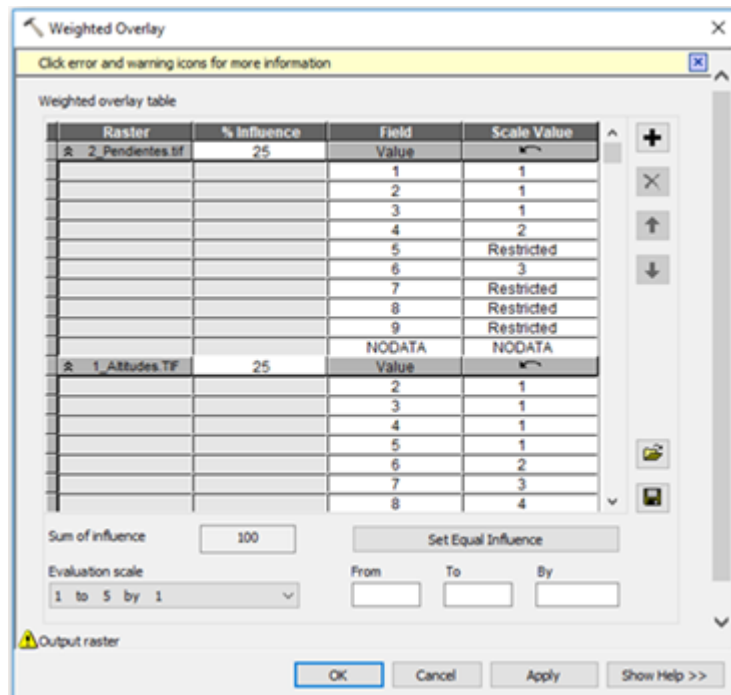 Weighted Overlay
Click error and warning icons for more information
Weighted overlay table
Raster % Influence Field Scale Value
2_Pendientes.tif 25 Value
1 1
2 1
3 1
4 2
5 Restricted
6 3
7 Restricted
8 Restricted
9 Restricted
NODATA NODATA
1_Altitudes.TIF 25 Value
2 1
3 1
4 1
5 1
6 2
7 3
8 4
Sum of influence 100 Set Equal Influence
Evaluation scale From To By
1 to 5 by 1
Output raster
OK Cancel Apply Show Help >>